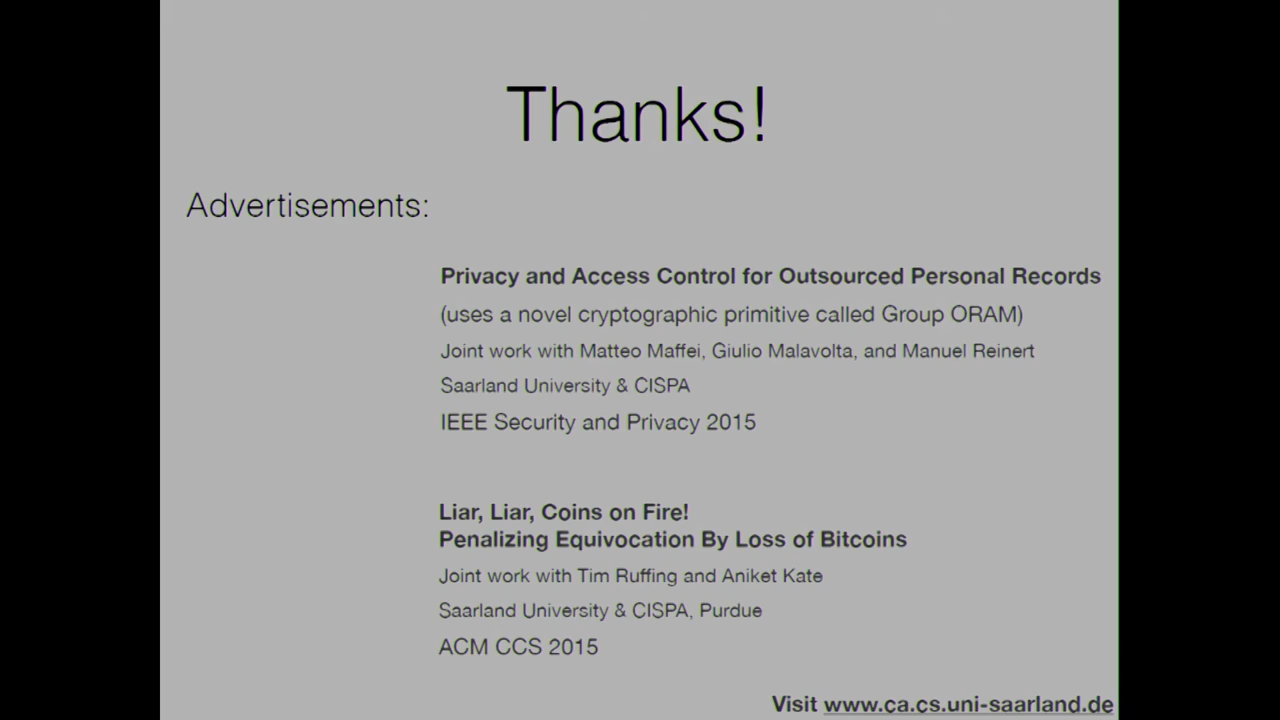 Thanks!
Advertisements:
Privacy and Access Control for Outsourced Personal Records
(uses a novel cryptographic primitive called Group ORAM)
Joint work with Matteo Maffei, Giulio Malavolta, and Manuel Reinert
Saarland University & CISPA
IEEE Security and Privacy 2015
Liar, Liar, Coins on Fire!
Penalizing Equivocation By Loss of Bitcoins
Joint work with Tim Ruffing and Aniket Kate
Saarland University & CISPA, Purdue
ACM CCS 2015
Visit www.ca.cs.uni-saarland.de